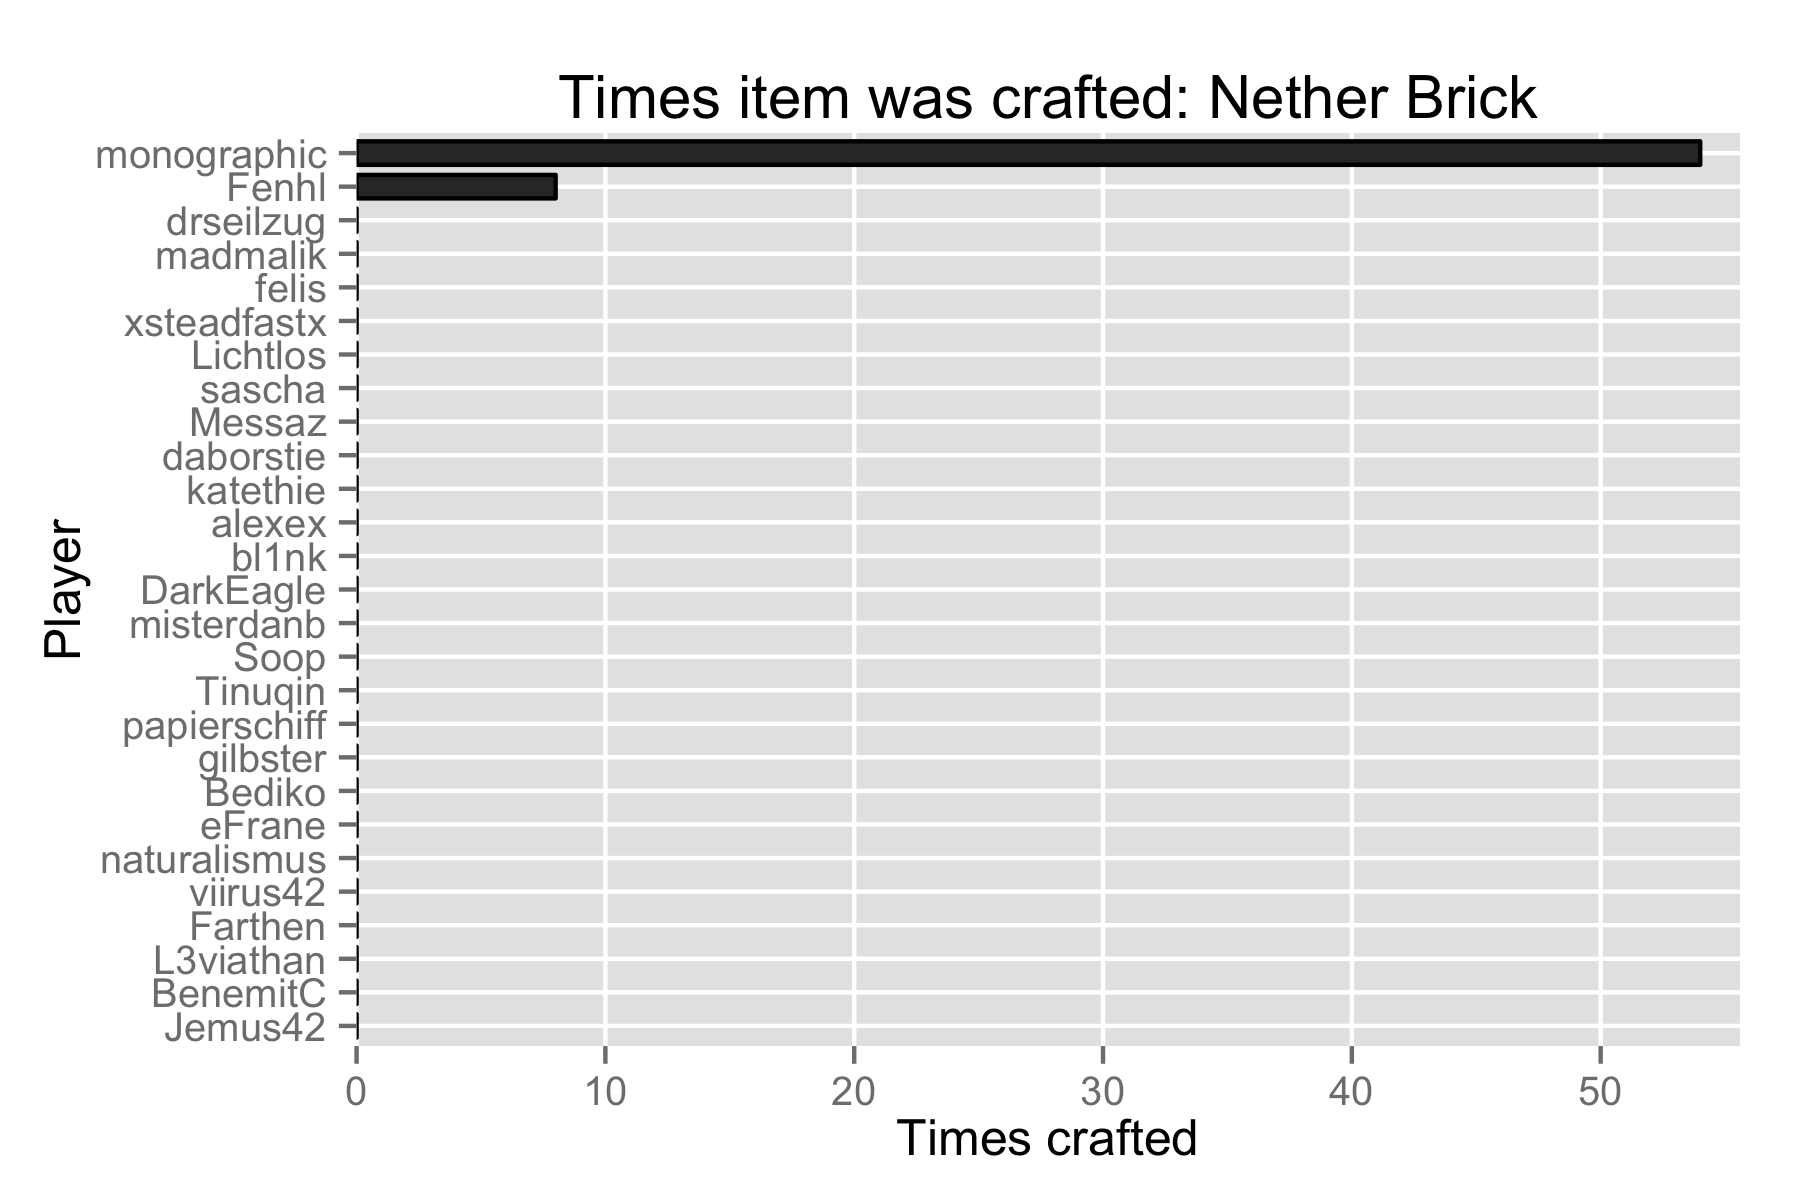 Times item was crafted: Nether Brick
monographic
Fenhl
drseilzug
madmalik
felis
xsteadfastx
Lichtlos
sascha
Messaz
daborstie
katethie
alexex
bl1nk
DarkEagle
misterdanb
Soop
Tinuqin
papierschiff
gilbster
Bediko
eFrane
naturalismus
viirus42
Farthen
L3viathan
BenemitC
Jemus42
Player
0 10 20 30 40 50
Times crafted